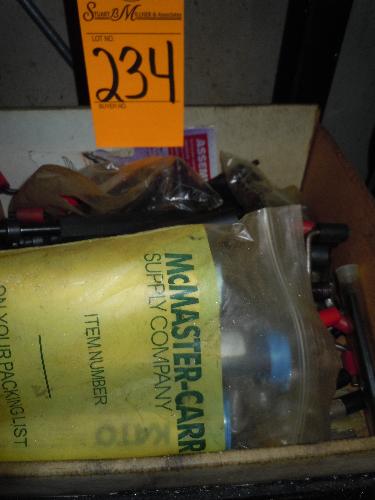 Stuart B Millner & Associates
LOT NO.
234
BUYER NO.
ASSEM
McMASTER-CARR
SUPPLY COMPANY
ITEM NUMBER
ON YOUR PACKING LIST
KATO